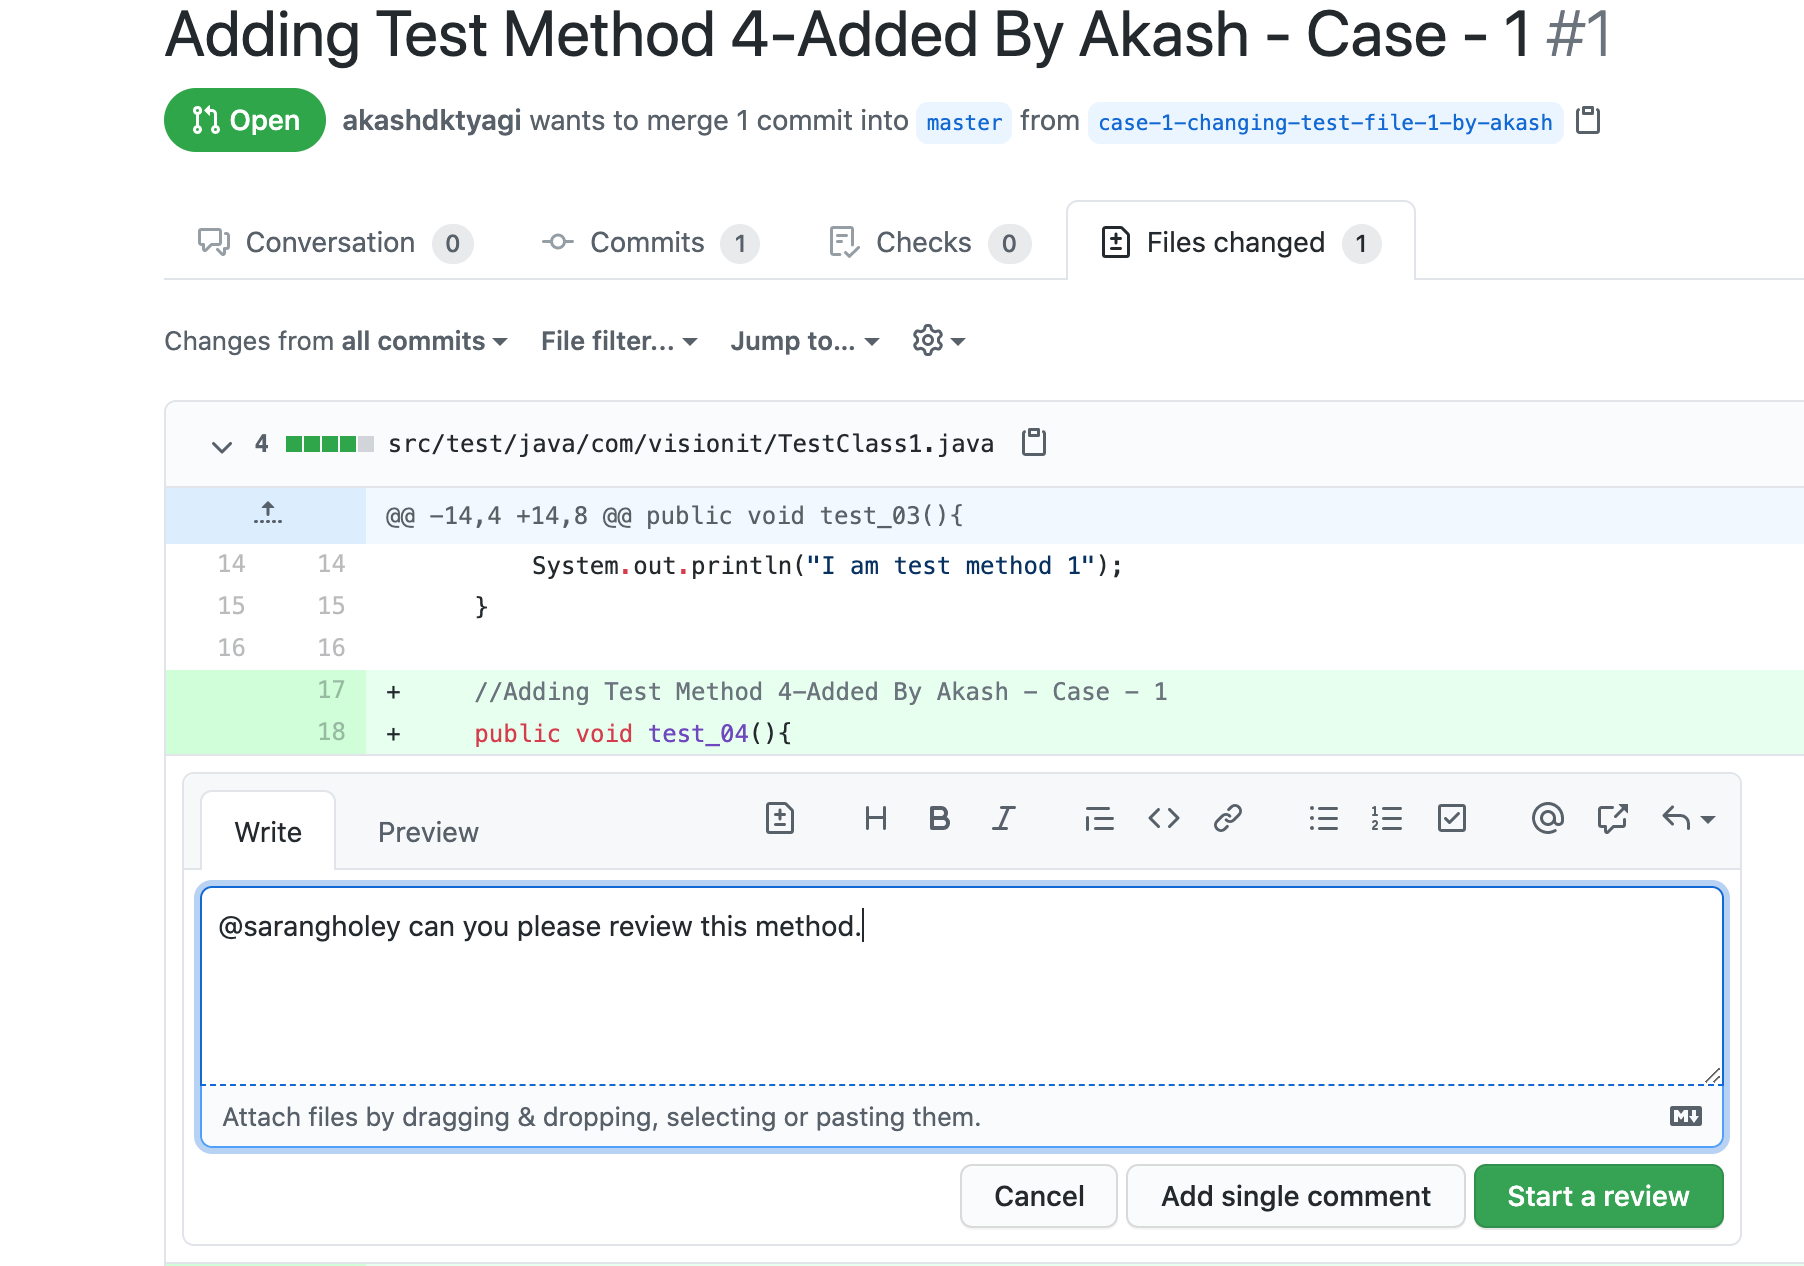 Adding Test Method 4-Added By Akash - Case - 1 #1
Open akashdktyagi wants to merge 1 commit into master from case-1-changing-test-file-1-by-akash
Conversation 0 Commits 1 Checks 0 Files changed 1
Changes from all commits File filter... Jump to...
4 src/test/java/com/visionit/TestClass1.java
@@ -14,4 +14,8 @@ public void test_03(){
14 14 System.out.println("I am test method 1");
15 15 }
16 16
17 + //Adding Test Method 4-Added By Akash - Case - 1
18 + public void test_04(){
Write Preview
@sarangholey can you please review this method.
Attach files by dragging & dropping, selecting or pasting them.
Cancel Add single comment Start a review